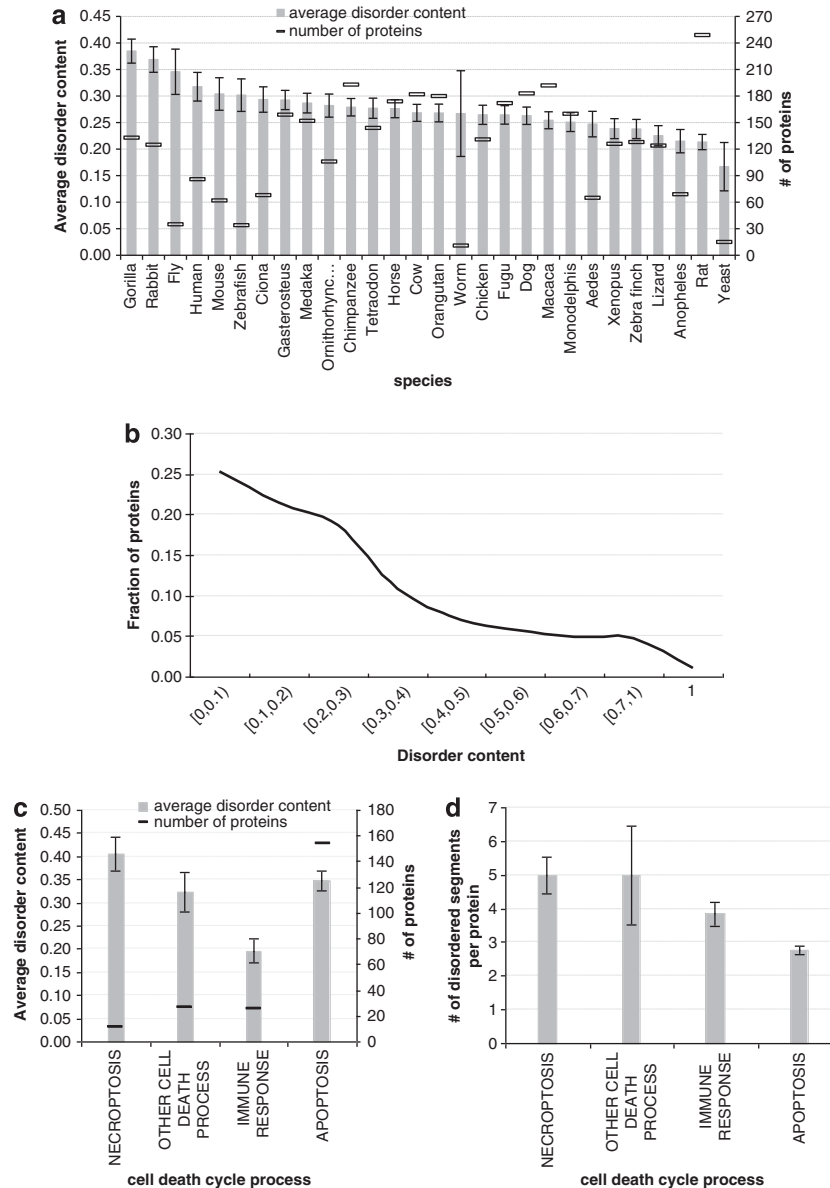 a
average disorder content
number of proteins
Average disorder content
0.45
0.40
0.35
0.30
0.25
0.20
0.15
0.10
0.05
0.00
270
240
210
180
150
120
90
60
30
0
# of proteins
Gorilla
Rabbit
Fly
Human
Mouse
Zebrafish
Ciona
Gasterosteus
Medaka
Ornithorhync...
Chimpanzee
Tetraodon
Horse
Cow
Orangutan
Worm
Chicken
Fugu
Dog
Macaca
Monodelphis
Aedes
Xenopus
Zebra finch
Lizard
Anopheles
Rat
Yeast
species
b
Fraction of proteins
0.30
0.25
0.20
0.15
0.10
0.05
0.00
[0,0.1)
[0.1,0.2)
[0.2,0.3)
[0.3,0.4)
[0.4,0.5)
[0.5,0.6)
[0.6,0.7)
[0.7,1)
1
Disorder content
c
average disorder content
number of proteins
Average disorder content
0.50
0.45
0.40
0.35
0.30
0.25
0.20
0.15
0.10
0.05
0.00
180
160
140
120
100
80
60
40
20
0
# of proteins
NECROPTOSIS
OTHER CELL
DEATH
PROCESS
IMMUNE
RESPONSE
APOPTOSIS
cell death cycle process
d
# of disordered segments
per protein
7
6
5
4
3
2
1
0
NECROPTOSIS
OTHER CELL
DEATH
PROCESS
IMMUNE
RESPONSE
APOPTOSIS
cell death cycle process